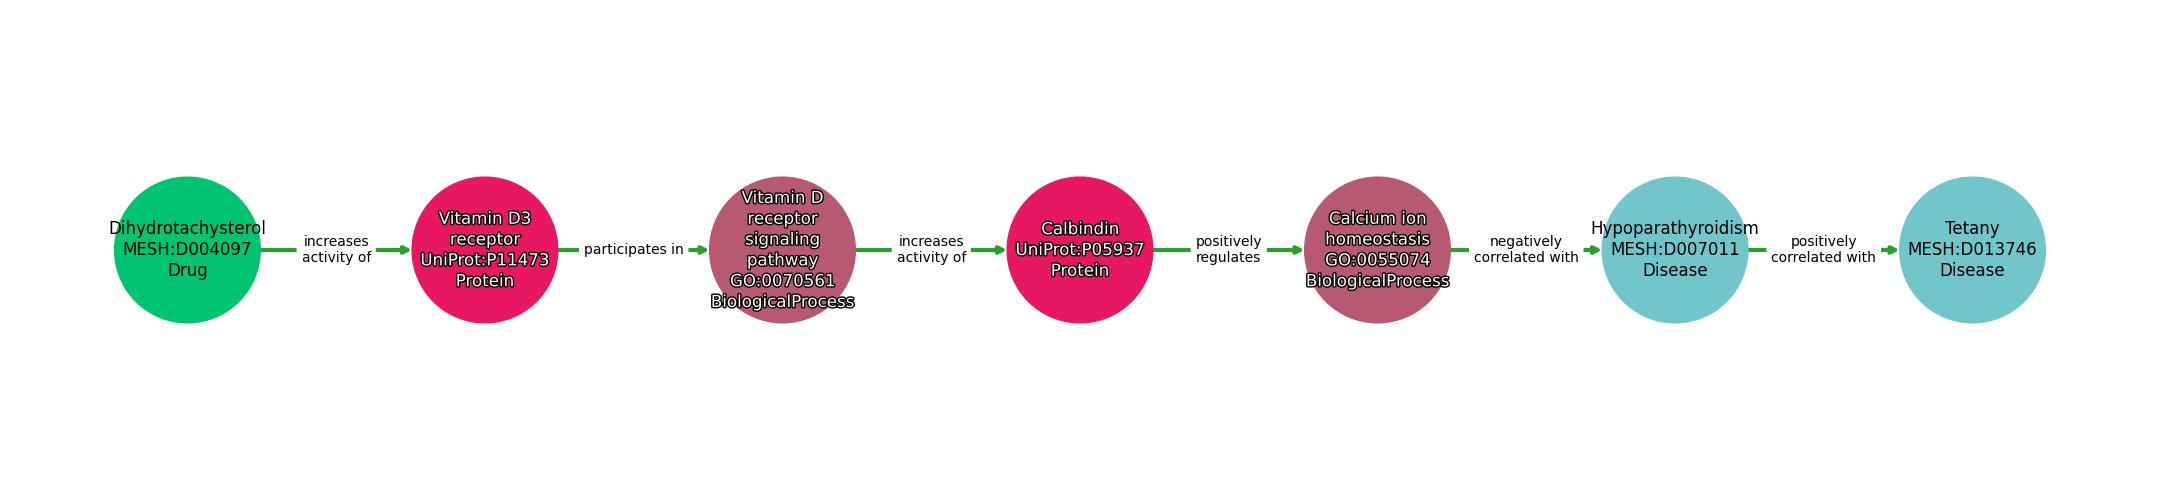 Dihydrotachysterol
MESH:D004097
Drug
increases
activity of
Vitamin D3
receptor
UniProt:P11473
Protein
participates in
Vitamin D
receptor
signaling
pathway
GO:0070561
BiologicalProcess
increases
activity of
Calbindin
UniProt:P05937
Protein
positively
regulates
Calcium ion
homeostasis
GO:0055074
BiologicalProcess
negatively
correlated with
Hypoparathyroidism
MESH:D007011
Disease
positively
correlated with
Tetany
MESH:D013746
Disease